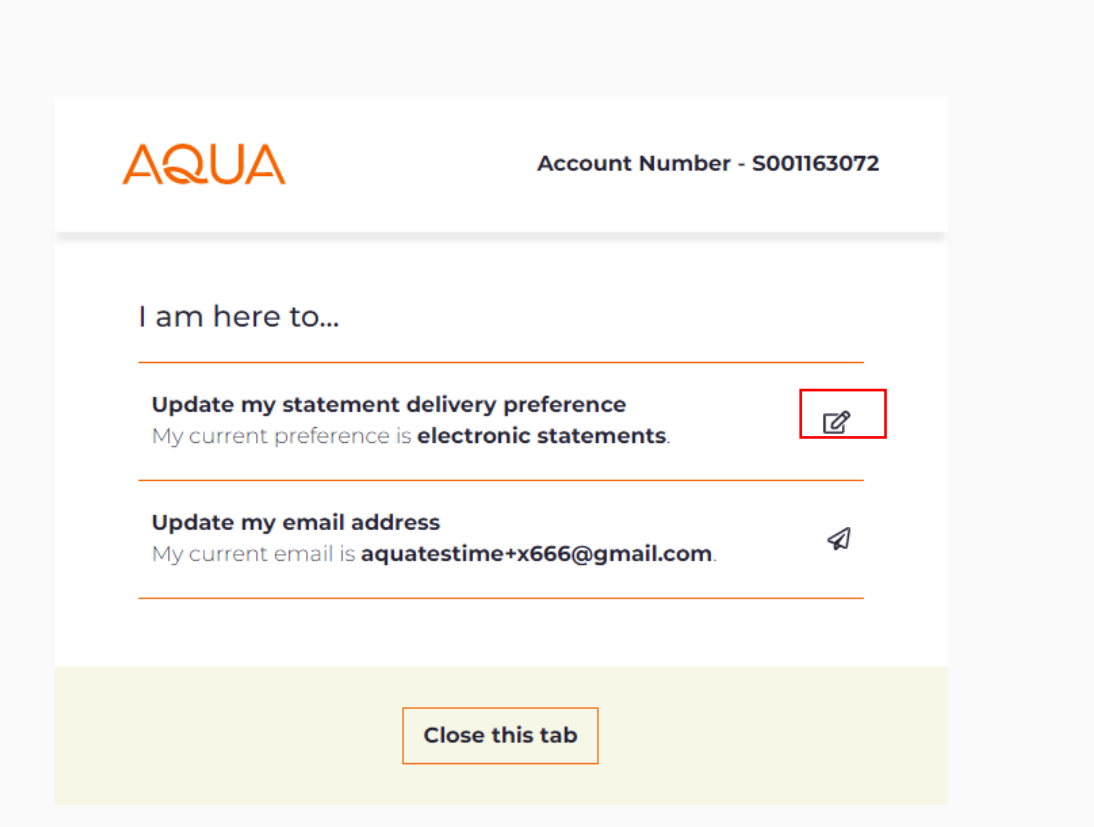 AQUA
Account Number - S001163072
I am here to...
Update my statement delivery preference
My current preference is electronic statements.
Update my email address
My current email is aquatestime+x666@gmail.com.
Close this tab